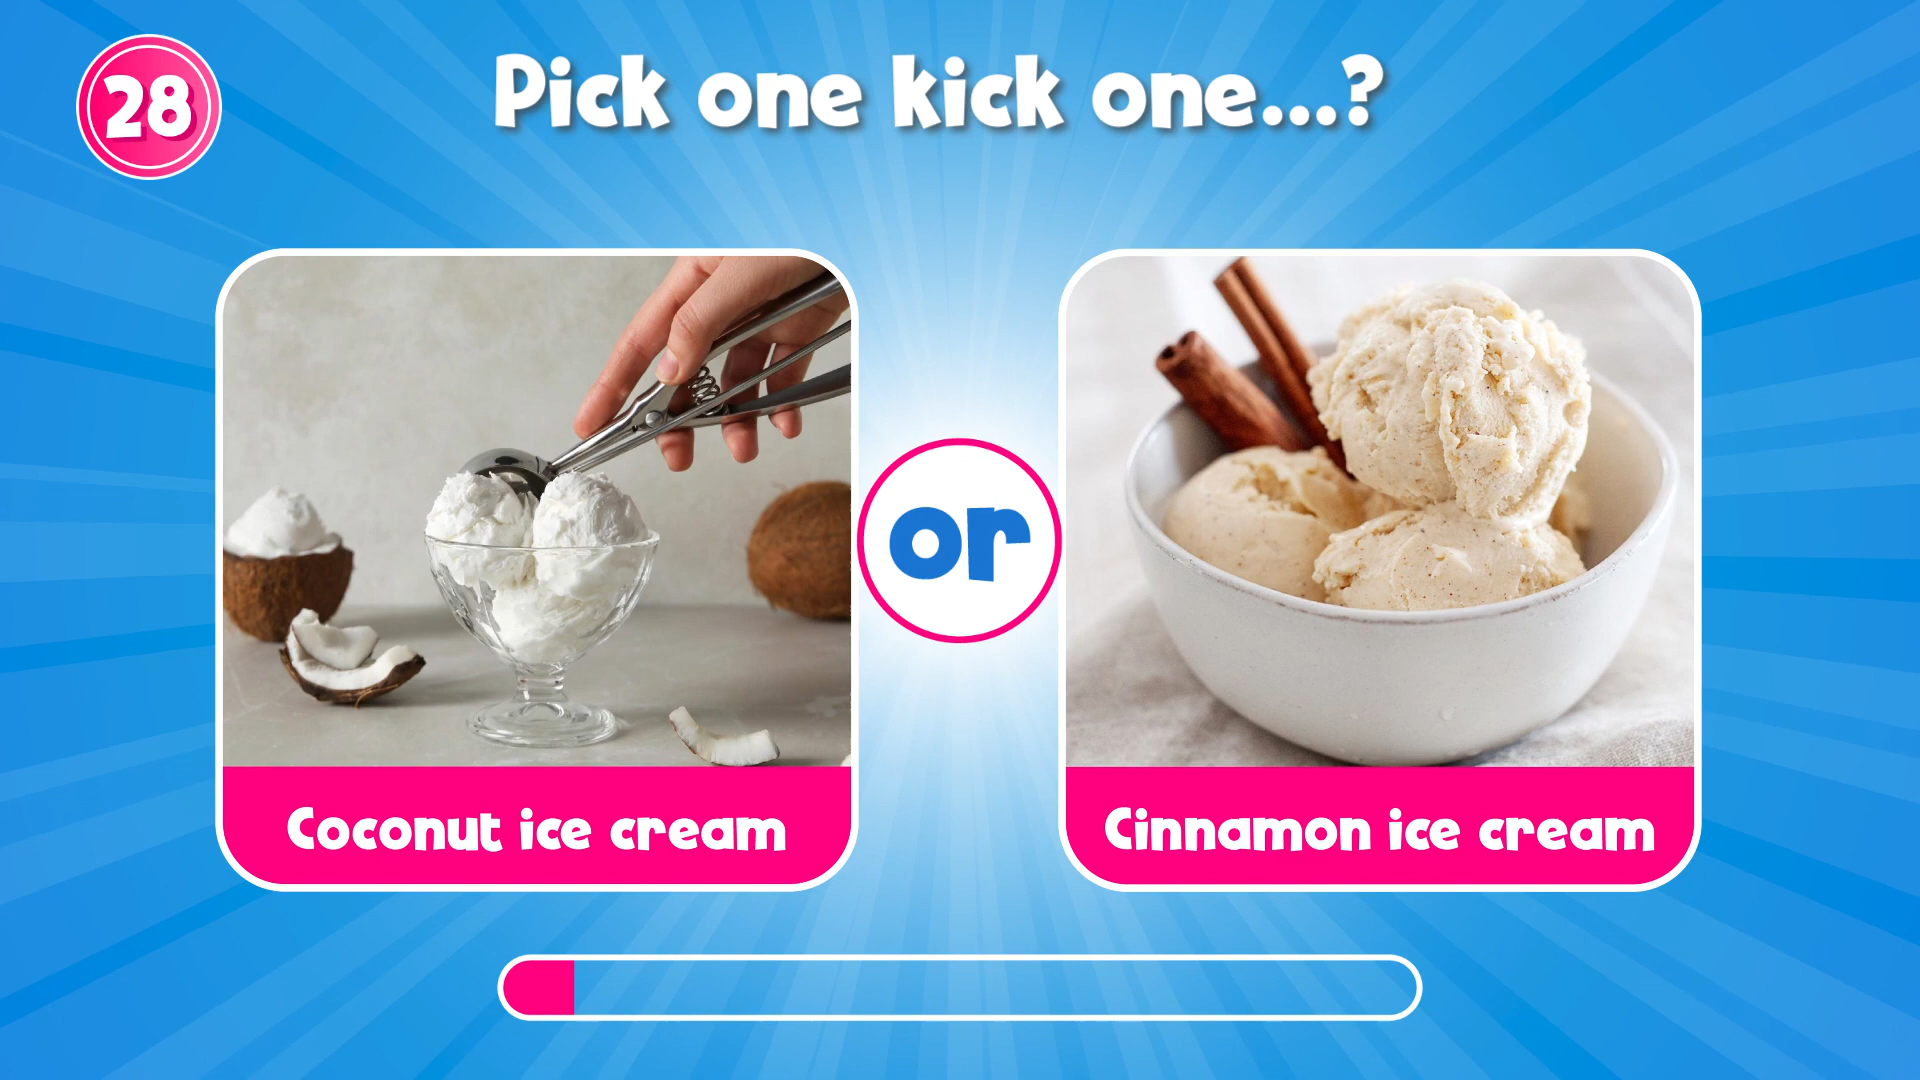 28
Pick one kick one...?
or
Coconut ice cream
Cinnamon ice cream